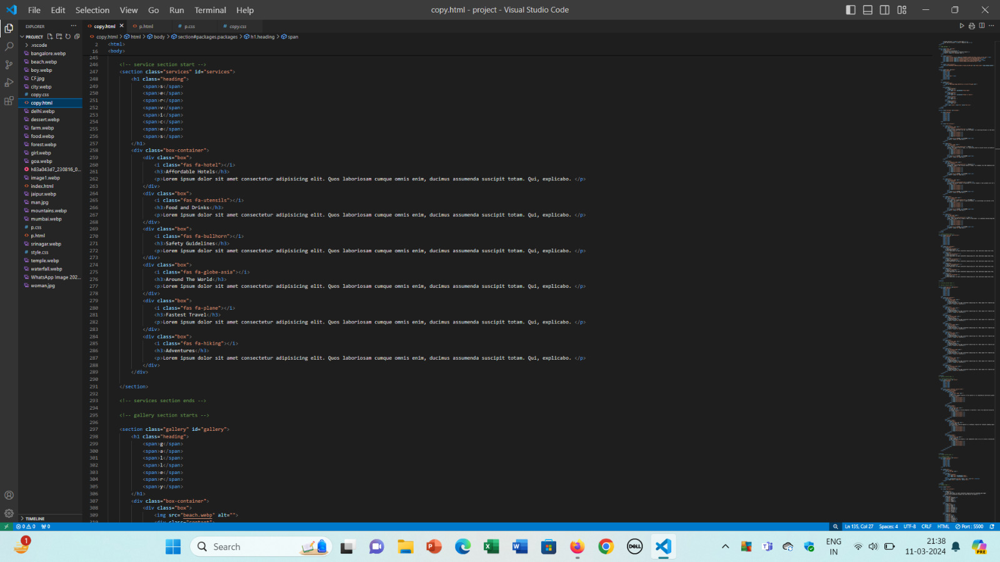 File Edit Selection View Go Run Terminal Help
copy.html - project - Visual Studio Code
EXPLORER
PROJECT
.vscode
bangalore.webp
beach.webp
boy.webp
CF.jpg
city.webp
copy.css
copy.html
delhi.webp
dessert.webp
farm.webp
food.webp
forest.webp
girl.webp
goa.webp
h83a043d7_230816_0...
image1.webp
index.html
jaipur.webp
man.jpg
mountains.webp
mumbai.webp
p.css
p.html
srinagar.webp
style.css
temple.webp
waterfall.webp
WhatsApp Image 202...
woman.jpg
TIMELINE
copy.html p.html p.css copy.css
copy.html > html > body > section#packages.packages > h1.heading > span
2 <html>
16 <body>
245
246 <!-- service section start -->
247 <section class="services" id="services">
248 <h1 class="heading">
249 <span>s</span>
250 <span>e</span>
251 <span>r</span>
252 <span>v</span>
253 <span>i</span>
254 <span>c</span>
255 <span>e</span>
256 <span>s</span>
257 </h1>
258 <div class="box-container">
259 <div class="box">
260 <i class="fas fa-hotel"></i>
261 <h3>Affordable Hotels</h3>
262 <p>Lorem ipsum dolor sit amet consectetur adipisicing elit. Quos laboriosam cumque omnis enim, ducimus assumenda suscipit totam. Qui, explicabo. </p>
263 </div>
264 <div class="box">
265 <i class="fas fa-utensils"></i>
266 <h3>Food and Drinks</h3>
267 <p>Lorem ipsum dolor sit amet consectetur adipisicing elit. Quos laboriosam cumque omnis enim, ducimus assumenda suscipit totam. Qui, explicabo. </p>
268 </div>
269 <div class="box">
270 <i class="fas fa-bullhorn"></i>
271 <h3>Safety Guidelines</h3>
272 <p>Lorem ipsum dolor sit amet consectetur adipisicing elit. Quos laboriosam cumque omnis enim, ducimus assumenda suscipit totam. Qui, explicabo. </p>
273 </div>
274 <div class="box">
275 <i class="fas fa-globe-asia"></i>
276 <h3>Around The World</h3>
277 <p>Lorem ipsum dolor sit amet consectetur adipisicing elit. Quos laboriosam cumque omnis enim, ducimus assumenda suscipit totam. Qui, explicabo. </p>
278 </div>
279 <div class="box">
280 <i class="fas fa-plane"></i>
281 <h3>Fastest Travel</h3>
282 <p>Lorem ipsum dolor sit amet consectetur adipisicing elit. Quos laboriosam cumque omnis enim, ducimus assumenda suscipit totam. Qui, explicabo. </p>
283 </div>
284 <div class="box">
285 <i class="fas fa-hiking"></i>
286 <h3>Adventures</h3>
287 <p>Lorem ipsum dolor sit amet consectetur adipisicing elit. Quos laboriosam cumque omnis enim, ducimus assumenda suscipit totam. Qui, explicabo. </p>
288 </div>
289 </div>
290
291 </section>
292
293 <!-- services section ends -->
294
295 <!-- gallery section starts -->
296
297 <section class="gallery" id="gallery">
298 <h1 class="heading">
299 <span>g</span>
300 <span>a</span>
301 <span>l</span>
302 <span>l</span>
303 <span>e</span>
304 <span>r</span>
305 <span>y</span>
306 </h1>
307 <div class="box-container">
308 <div class="box">
309 <img src="beach.webp" alt="">
310 <div class="content">
0 0 0
Ln 135, Col 27 Spaces: 4 UTF-8 CRLF HTML Port : 5500
1
Search
DELL
ENG
IN
21:38
11-03-2024
PRE